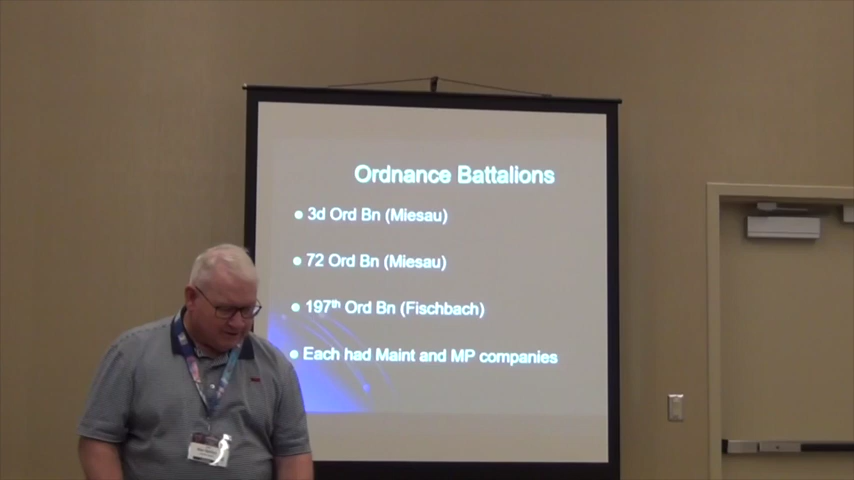 Ordnance Battalions
3d Ord Bn (Miesau)
72 Ord Bn (Miesau)
197th Ord Bn (Fischbach)
Each had Maint and MP companies